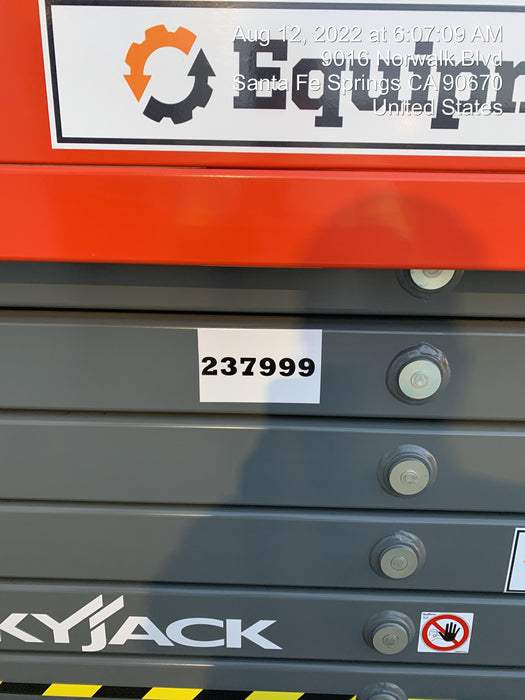 Aug 12, 2022 at 6:07:09 AM
9016 Norwalk Blvd
Santa Fe Springs CA 90670
United States
Equipm
237999
KYJACK